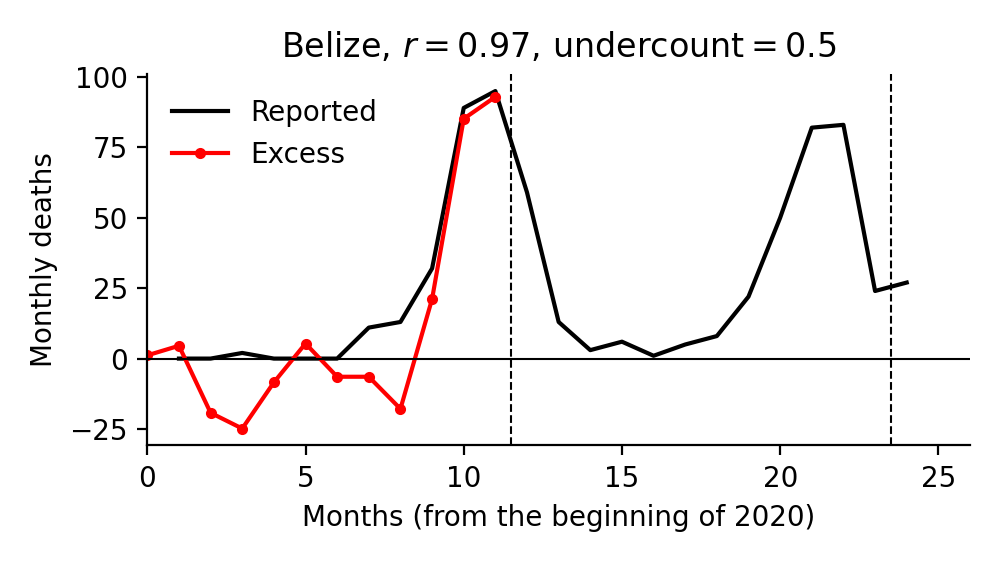 Belize, r = 0.97, undercount = 0.5
100
75
50
25
0
−25
Monthly deaths
Reported
Excess
0 5 10 15 20 25
Months (from the beginning of 2020)